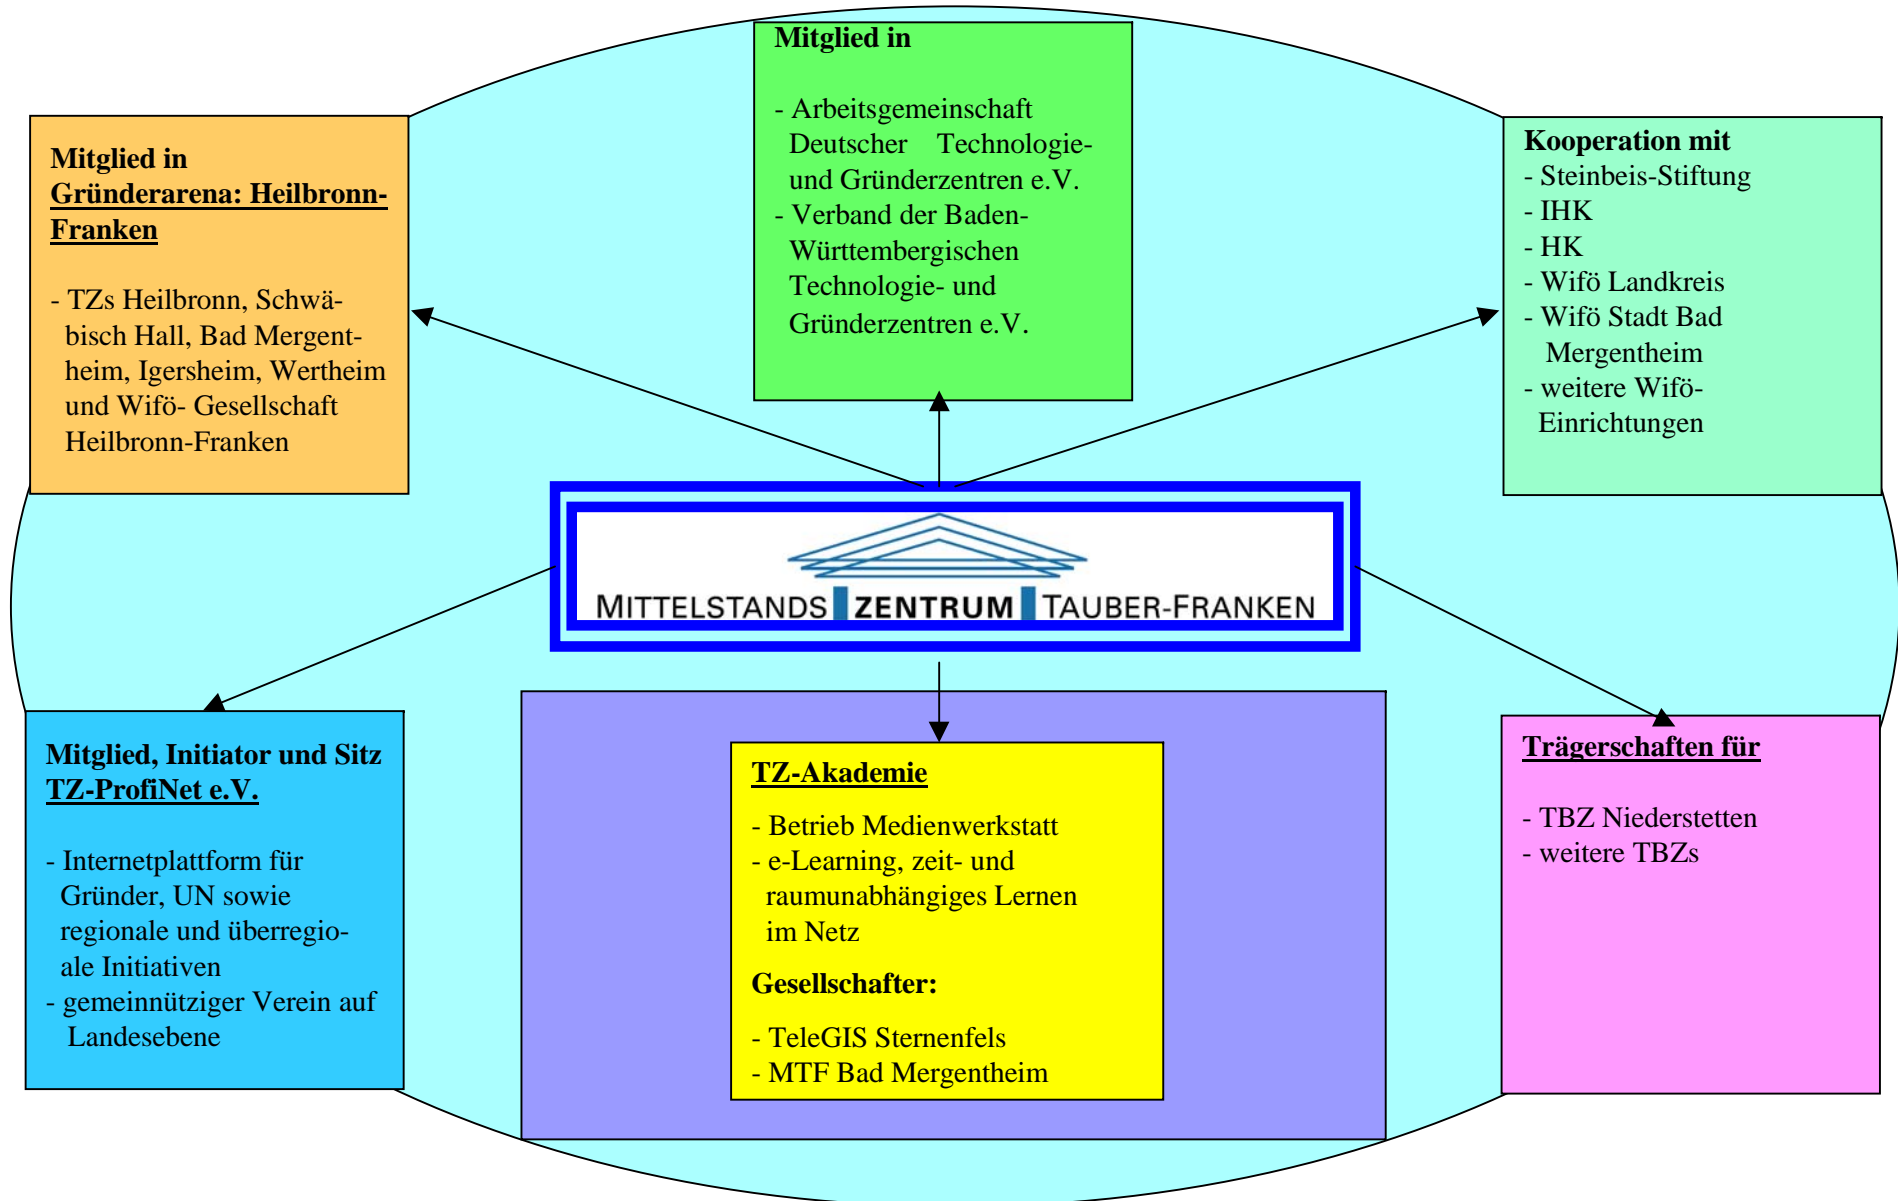 Mitglied in
Gründerarena: Heilbronn-
Franken
- TZs Heilbronn, Schwä-
bisch Hall, Bad Mergent-
heim, Igersheim, Wertheim
und Wifö- Gesellschaft
Heilbronn-Franken
Mitglied in
- Arbeitsgemeinschaft
Deutscher Technologie-
und Gründerzentren e.V.
- Verband der Baden-
Württembergischen
Technologie- und
Gründerzentren e.V.
Kooperation mit
- Steinbeis-Stiftung
- IHK
- HK
- Wifö Landkreis
- Wifö Stadt Bad
Mergentheim
- weitere Wifö-
Einrichtungen
MITTELSTANDS ZENTRUM TAUBER-FRANKEN
Mitglied, Initiator und Sitz
TZ-ProfiNet e.V.
- Internetplattform für
Gründer, UN sowie
regionale und überregio-
ale Initiativen
- gemeinnütziger Verein auf
Landesebene
TZ-Akademie
- Betrieb Medienwerkstatt
- e-Learning, zeit- und
raumunabhängiges Lernen
im Netz
Gesellschafter:
- TeleGIS Sternenfels
- MTF Bad Mergentheim
Trägerschaften für
- TBZ Niederstetten
- weitere TBZs